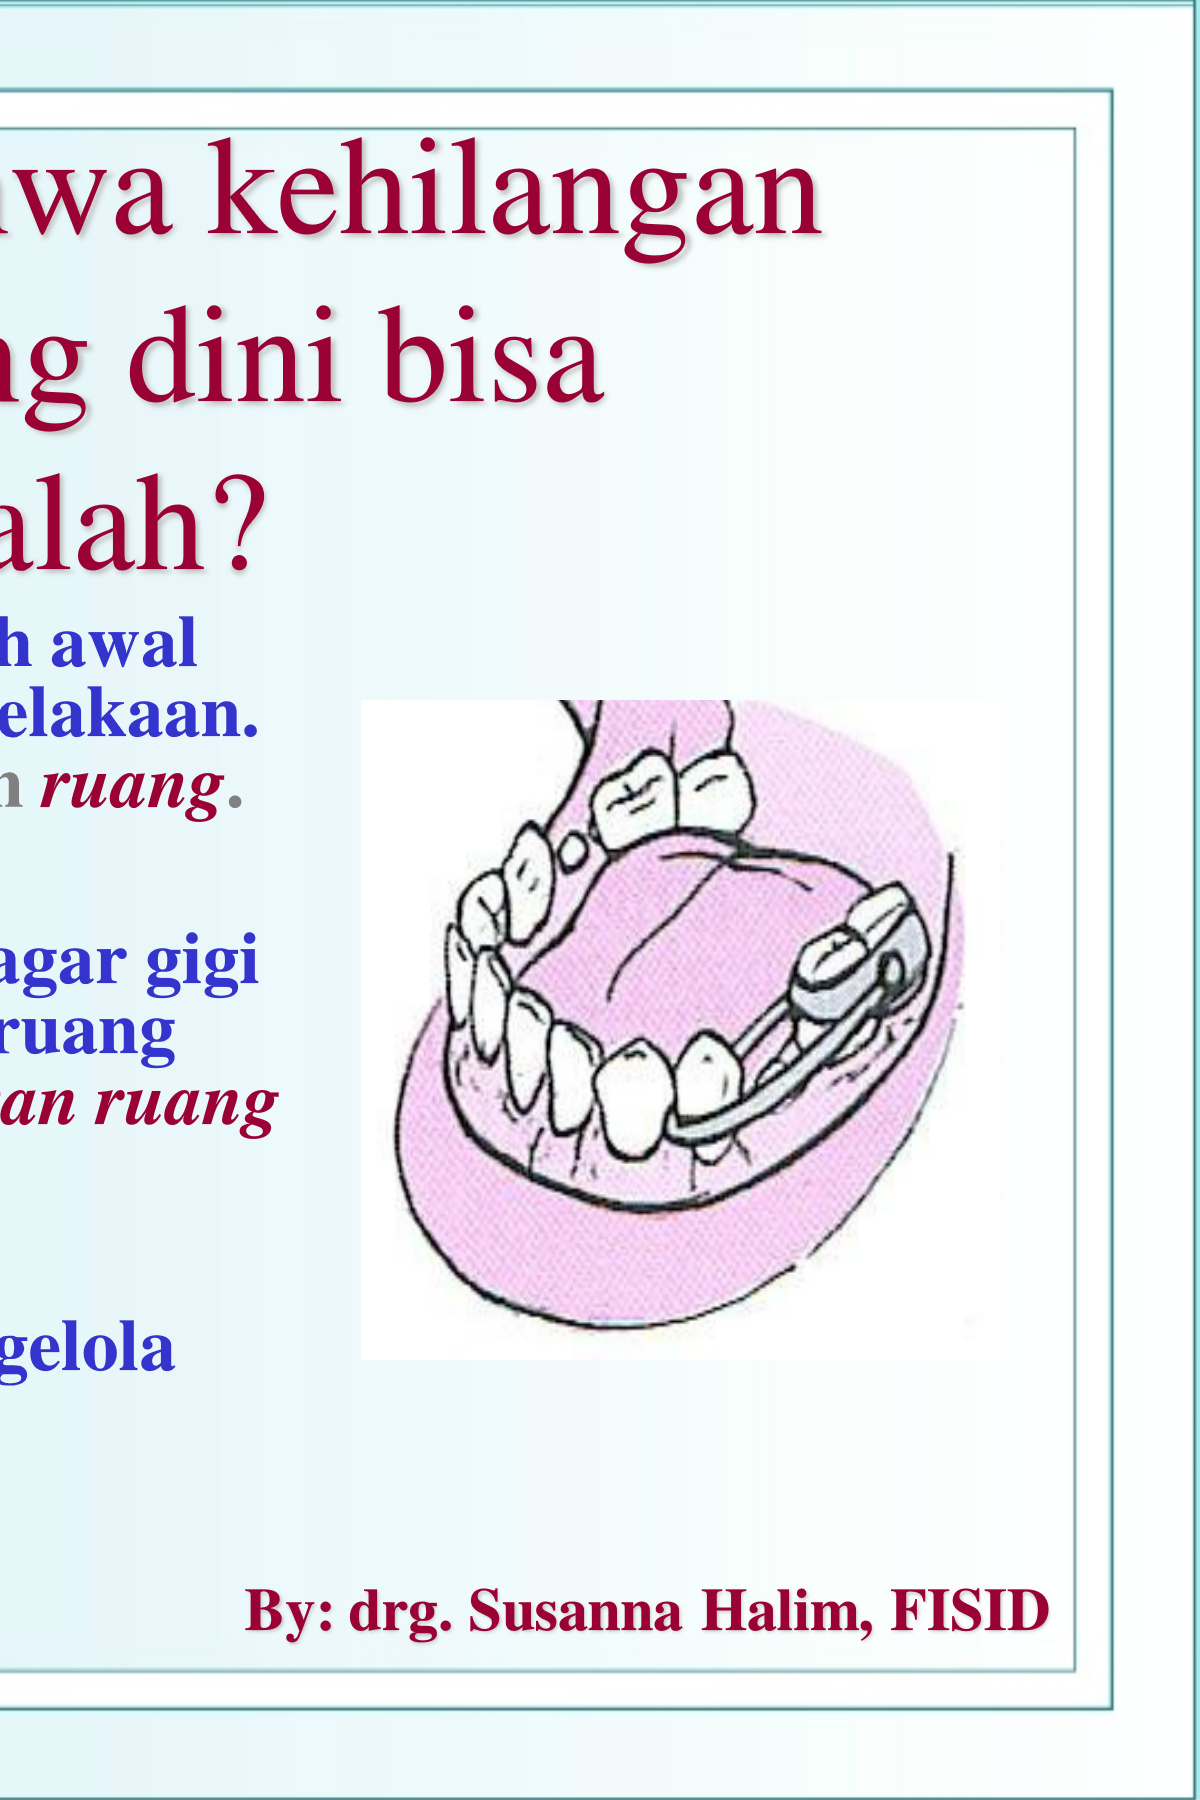 wa kehilangan
ng dini bisa
alah?
h awal
elakaan.
n ruang.
agar gigi
ruang
an ruang
gelola
By: drg. Susanna Halim, FISID